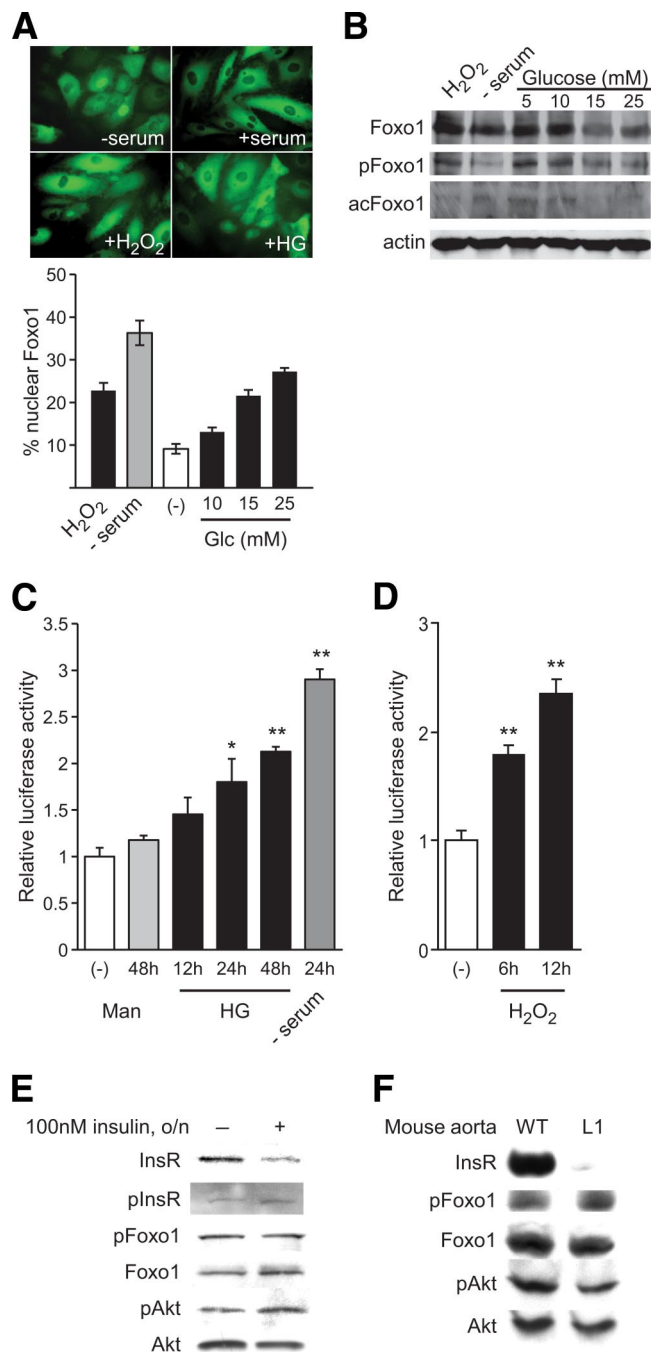 A
-serum
+serum
+H₂O₂
+HG
% nuclear Foxo1
50
40
30
20
10
H₂O₂
- serum
(-)
10 15 25
Glc (mM)
B
H₂O₂
- serum
Glucose (mM)
5 10 15 25
Foxo1
pFoxo1
acFoxo1
actin
C
Relative luciferase activity
3.5
3
2.5
2
1.5
1
0.5
0
*
**
**
(-) 48h 12h 24h 48h 24h
Man HG - serum
D
Relative luciferase activity
3
2
1
0
**
**
(-) 6h 12h
H₂O₂
E
100nM insulin, o/n − +
InsR
pInsR
pFoxo1
Foxo1
pAkt
Akt
F
Mouse aorta WT L1
InsR
pFoxo1
Foxo1
pAkt
Akt